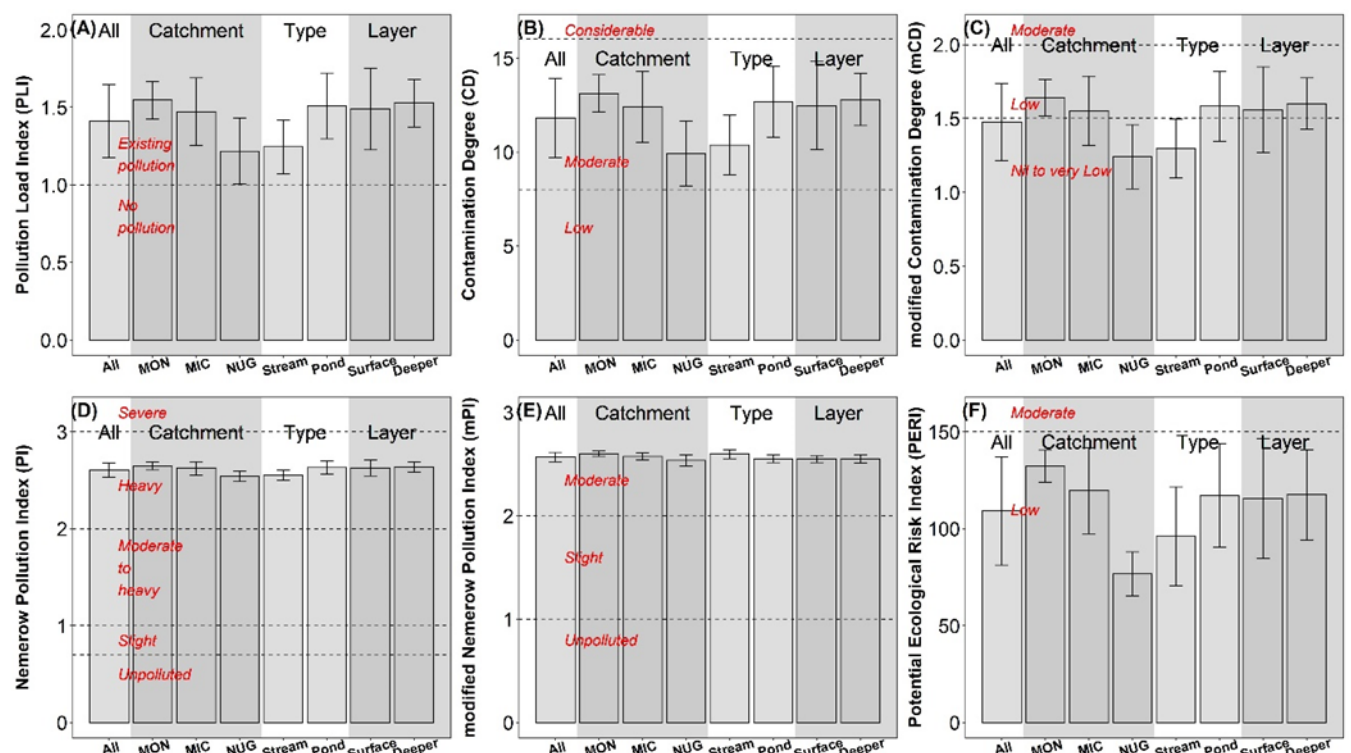 (A) All Catchment Type Layer
Pollution Load Index (PLI)
2.0
1.5
1.0
0.5
0.0
Existing
pollution
No
pollution
All MON MIC NUG Stream Pond Surface Deeper
(B) Considerable
All Catchment Type Layer
Contamination Degree (CD)
15
10
5
0
Moderate
Low
All MON MIC NUG Stream Pond Surface Deeper
(C) Moderate
All Catchment Type Layer
modified Contamination Degree (mCD)
2.0
1.5
1.0
0.5
0.0
Low
Nil to very Low
All MON MIC NUG Stream Pond Surface Deeper
(D) Severe
All Catchment Type Layer
Nemerow Pollution Index (PI)
3
2
1
0
Heavy
Moderate
to
heavy
Slight
Unpolluted
All MON MIC NUG Stream Pond Surface Deeper
(E) All Catchment Type Layer
modified Nemerow Pollution Index (mPI)
3
2
1
0
Moderate
Slight
Unpolluted
All MON MIC NUG Stream Pond Surface Deeper
(F) Moderate
All Catchment Type Layer
Potential Ecological Risk Index (PERI)
150
100
50
0
Low
All MON MIC NUG Stream Pond Surface Deeper